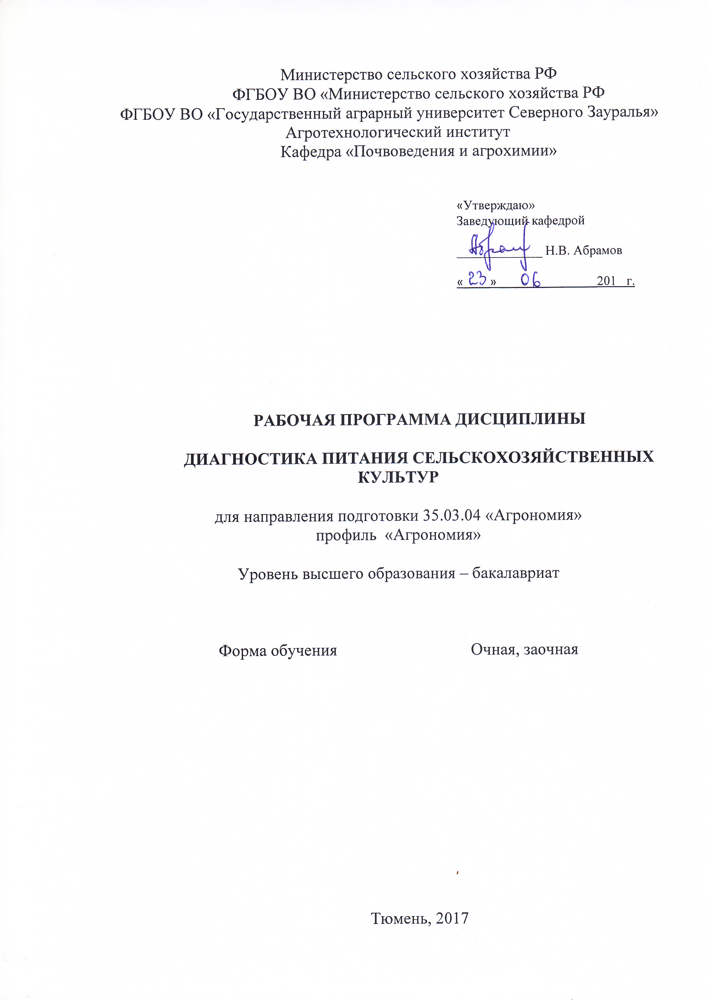 Министерство сельского хозяйства РФ
ФГБОУ ВО «Министерство сельского хозяйства РФ
ФГБОУ ВО «Государственный аграрный университет Северного Зауралья»
Агротехнологический институт
Кафедра «Почвоведения и агрохимии»
«Утверждаю»
Заведующий кафедрой
Н.В. Абрамов
« 23 » 06 201 г.
РАБОЧАЯ ПРОГРАММА ДИСЦИПЛИНЫ
ДИАГНОСТИКА ПИТАНИЯ СЕЛЬСКОХОЗЯЙСТВЕННЫХ
КУЛЬТУР
для направления подготовки 35.03.04 «Агрономия»
профиль «Агрономия»
Уровень высшего образования – бакалавриат
Форма обучения Очная, заочная
Тюмень, 2017